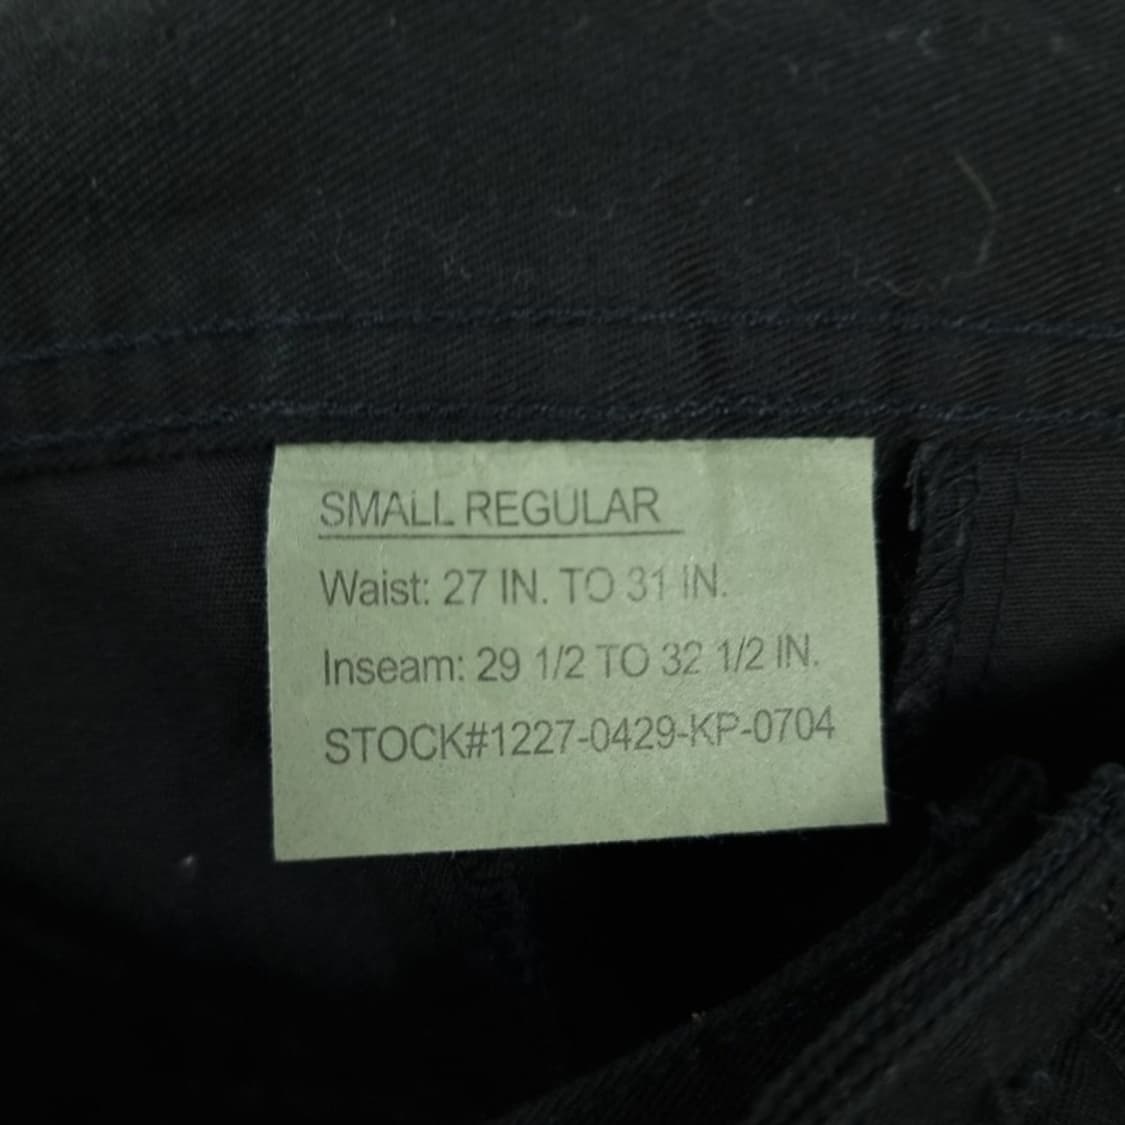 SMALL REGULAR
Waist: 27 IN. TO 31 IN.
Inseam: 29 1/2 TO 32 1/2 IN.
STOCK#1227-0429-KP-0704